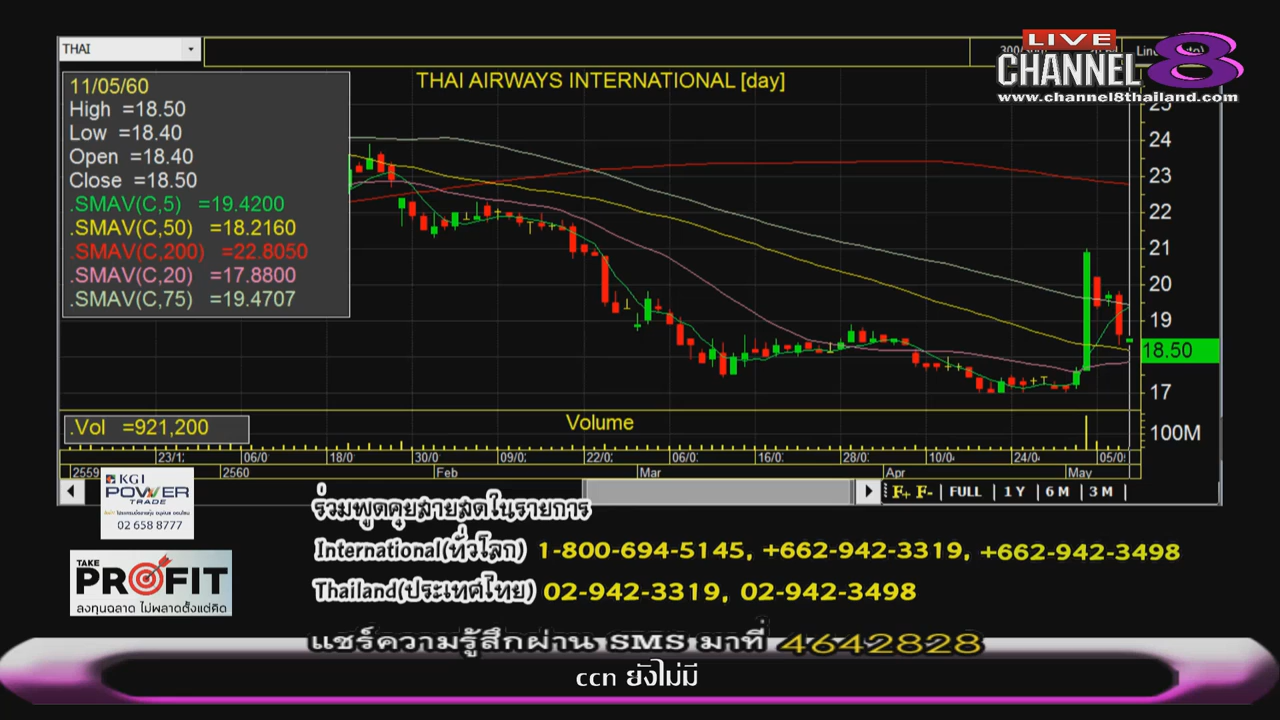 THAI
LIVE
CHANNEL 8
www.channel8thailand.com
THAI AIRWAYS INTERNATIONAL [day]
11/05/60
High =18.50
Low =18.40
Open =18.40
Close =18.50
.SMAV(C,5) =19.4200
.SMAV(C,50) =18.2160
.SMAV(C,200) =22.8050
.SMAV(C,20) =17.8800
.SMAV(C,75) =19.4707
24
23
22
21
20
19
18.50
17
.Vol =921,200
Volume
100M
23/1: 06/0 18/0 30/0 09/0: 22/0: 06/0: 16/0: 28/0: 10/0 24/0 05/0
2559 2560 Feb Mar Apr May
F+ F- FULL 1 Y 6 M 3 M
KGI
POWER
TRADE
02 658 8777
ร่วมพูดคุยสายสดในรายการ
International(ทั่วโลก) 1-800-694-5145, +662-942-3319, +662-942-3498
TAKE
PROFIT
ลงทุนฉลาด ไม่พลาดตั้งแต่คิด
Thailand(ประเทศไทย) 02-942-3319, 02-942-3498
แชร์ความรู้สึกผ่าน SMS มาที่ 4642828
ccn ยังไม่มี